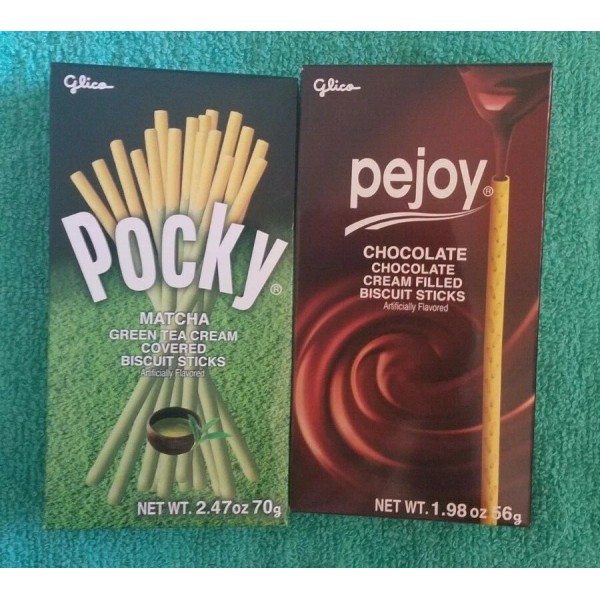 Glico
Pocky®
MATCHA
GREEN TEA CREAM
COVERED
BISCUIT STICKS
Artificially Flavored
NET WT. 2.47oz 70g
Glico
pejoy®
CHOCOLATE
CHOCOLATE
CREAM FILLED
BISCUIT STICKS
Artificially Flavored
NET WT. 1.98 oz 56g